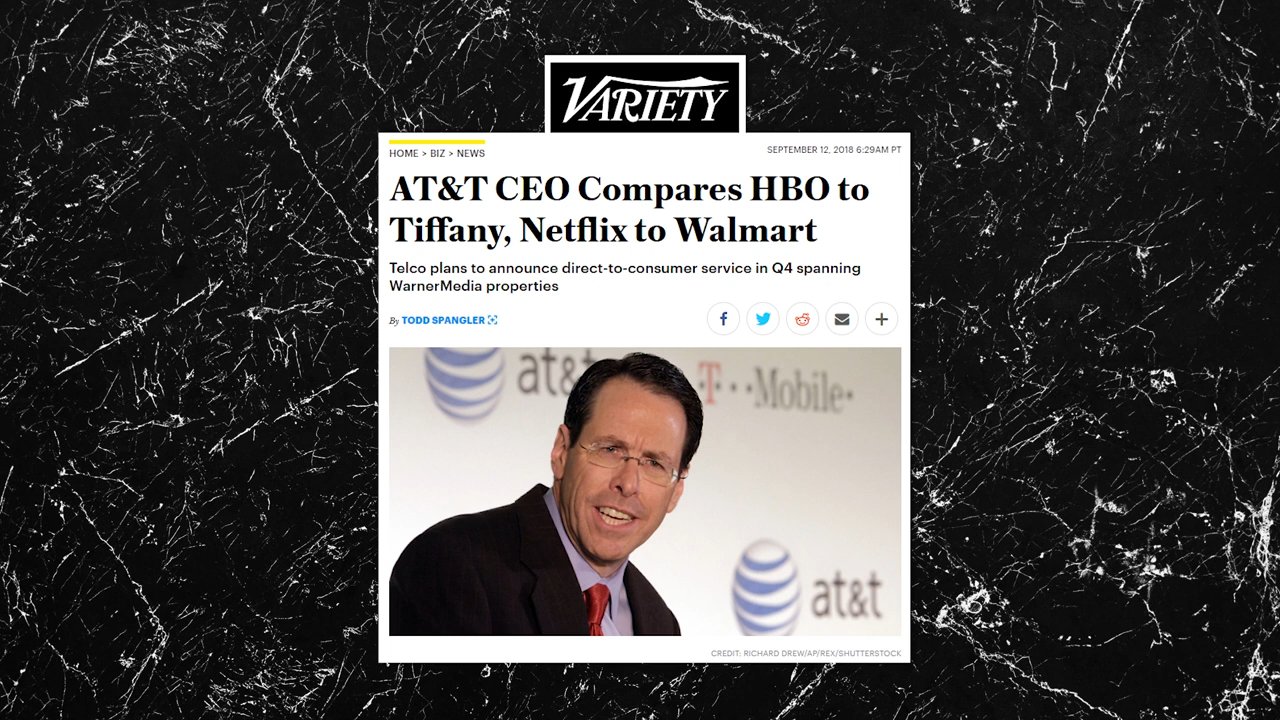 VARIETY
HOME > BIZ > NEWS
SEPTEMBER 12, 2018 6:29AM PT
AT&T CEO Compares HBO to
Tiffany, Netflix to Walmart
Telco plans to announce direct-to-consumer service in Q4 spanning
WarnerMedia properties
By TODD SPANGLER
at&
T··Mobile·
at&t
CREDIT: RICHARD DREW/AP/REX/SHUTTERSTOCK